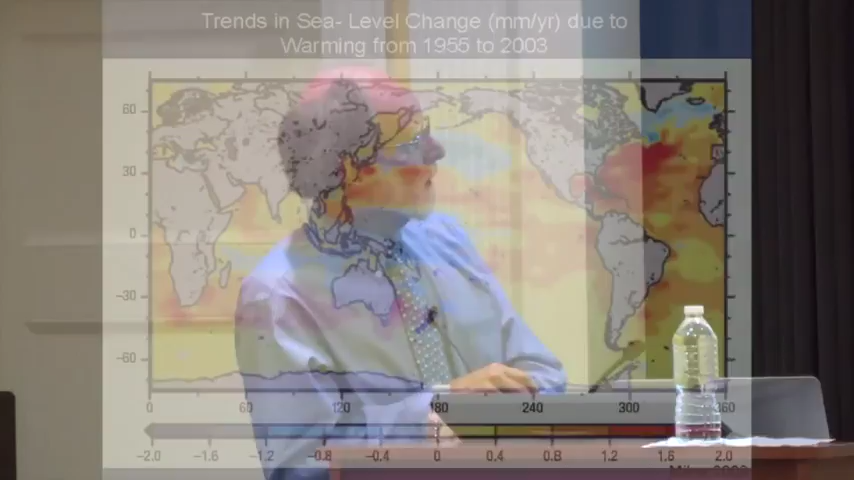 Trends in Sea- Level Change (mm/yr) due to
Warming from 1955 to 2003
60
30
0
−30
−60
0 60 120 180 240 300 360
−2.0 −1.6 −1.2 −0.8 −0.4 0 0.4 0.8 1.2 1.6 2.0